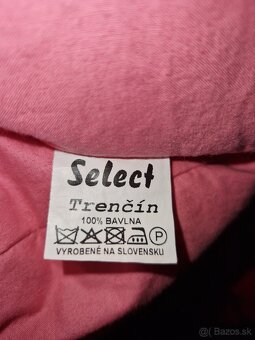 Select
Trenčín
100% BAVLNA
P
VYROBENÉ NA SLOVENSKU
Bazos.sk